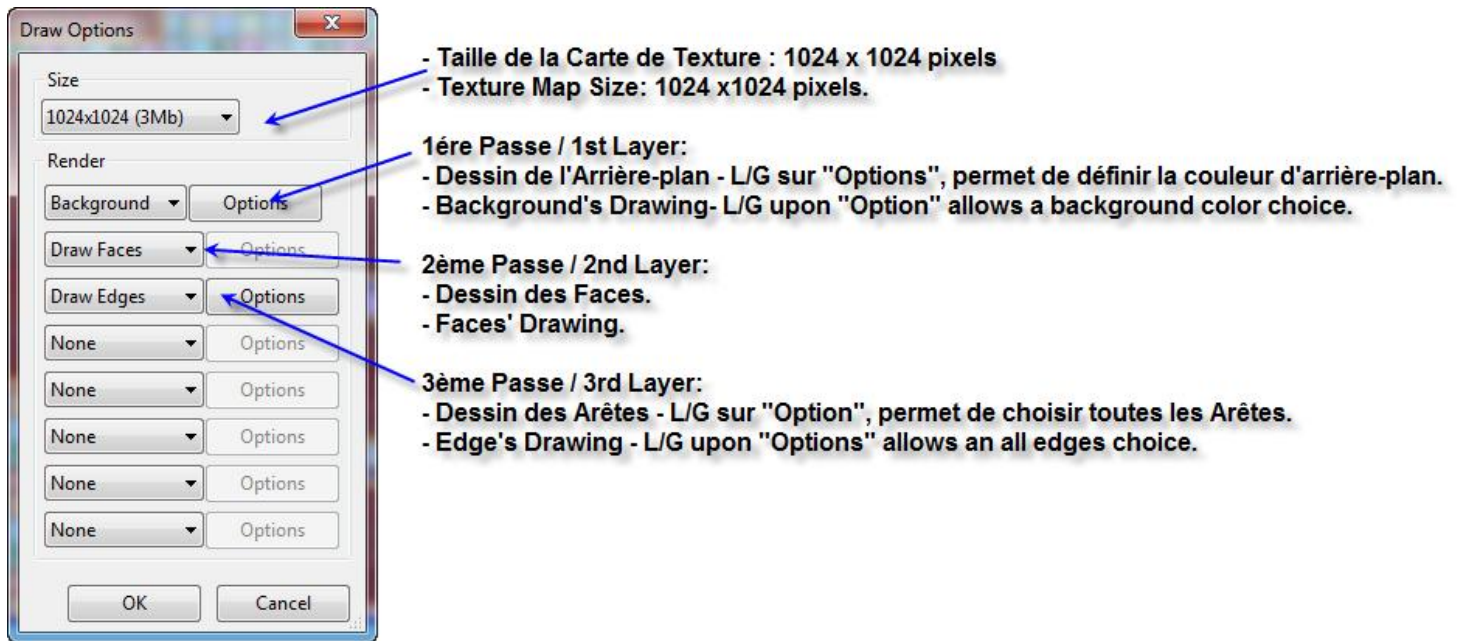 Draw Options
Size
1024x1024 (3Mb)
Render
Background Options
Draw Faces Options
Draw Edges Options
None Options
None Options
None Options
None Options
None Options
OK Cancel
- Taille de la Carte de Texture : 1024 x 1024 pixels
- Texture Map Size: 1024 x1024 pixels.
1ére Passe / 1st Layer:
- Dessin de l'Arrière-plan - L/G sur "Options", permet de définir la couleur d'arrière-plan.
- Background's Drawing- L/G upon "Option" allows a background color choice.
2ème Passe / 2nd Layer:
- Dessin des Faces.
- Faces' Drawing.
3ème Passe / 3rd Layer:
- Dessin des Arêtes - L/G sur "Option", permet de choisir toutes les Arêtes.
- Edge's Drawing - L/G upon "Options" allows an all edges choice.